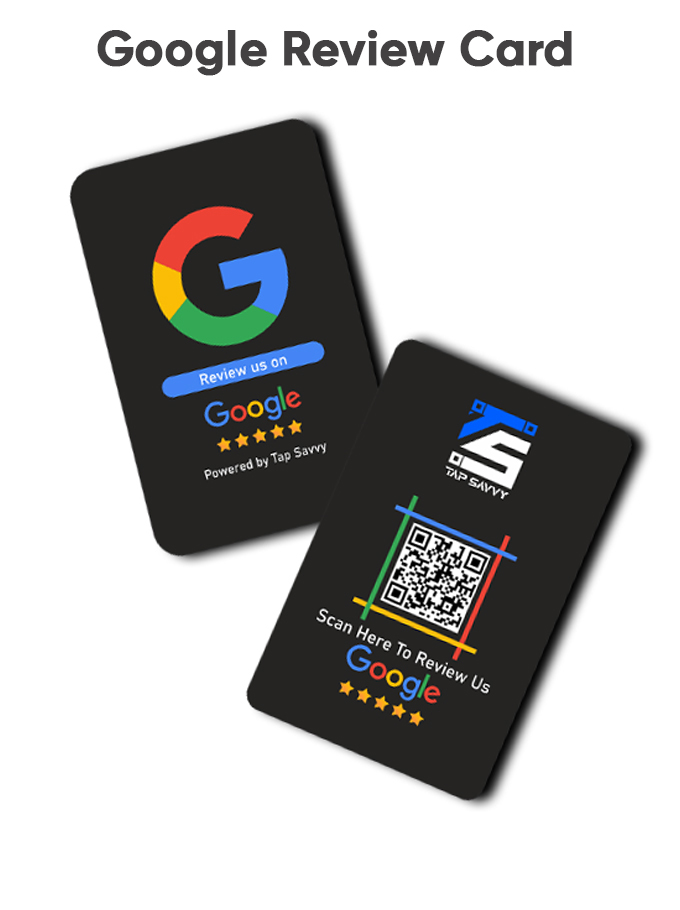 Google Review Card
Review us on
Google
Powered by Tap Savvy
TAP SAVVY
Scan Here To Review Us
Google